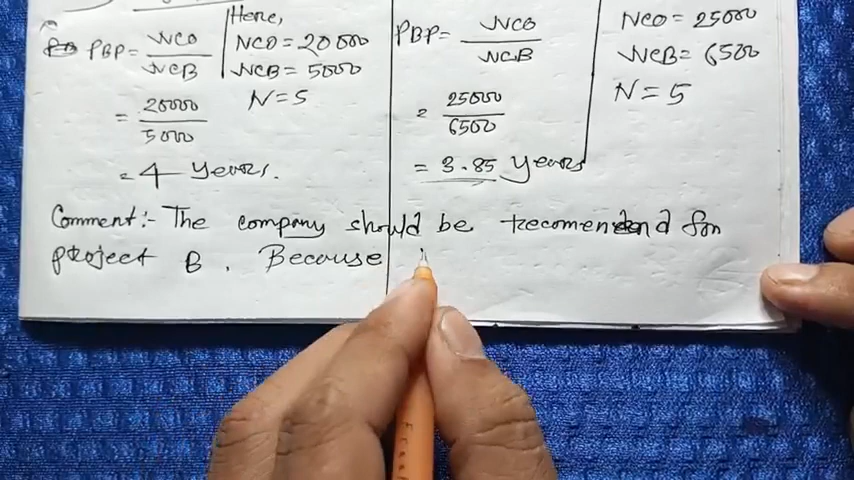 PBP = NCO / NCB
Here,
NCO = 20000
NCB = 5000
N = 5
= 20000 / 5000
= 4 Years.
PBP = NCO / NCB
NCO = 25000
NCB = 6500
N = 5
= 25000 / 6500
= 3.85 years
Comment:- The company should be recomend for
project B. Because